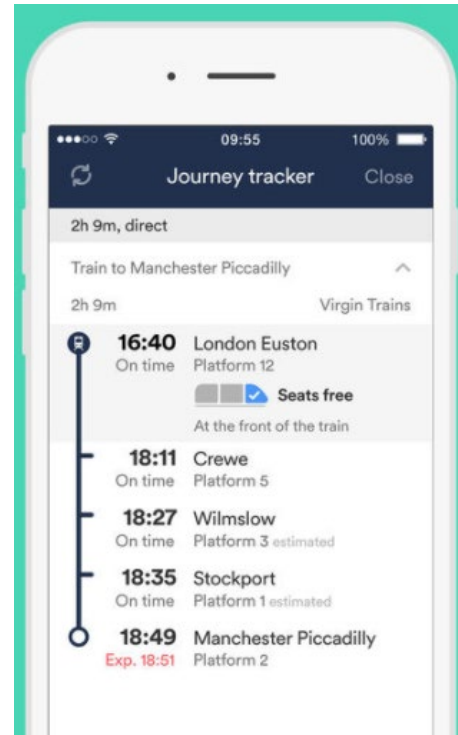 09:55 100%
Journey tracker Close
2h 9m, direct
Train to Manchester Piccadilly
2h 9m Virgin Trains
16:40 London Euston
On time Platform 12
Seats free
At the front of the train
18:11 Crewe
On time Platform 5
18:27 Wilmslow
On time Platform 3 estimated
18:35 Stockport
On time Platform 1 estimated
18:49 Manchester Piccadilly
Exp. 18:51 Platform 2